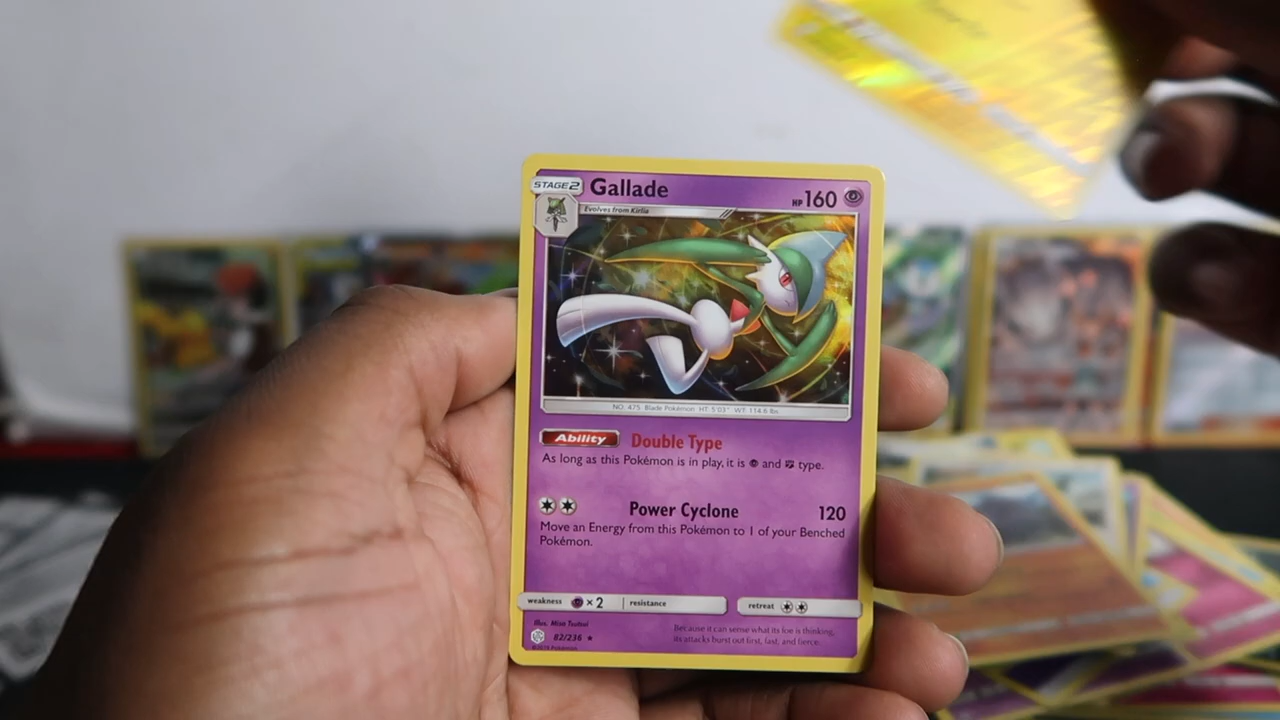 STAGE2
Gallade
HP 160
Evolves from Kirlia
NO. 475 Blade Pokémon HT: 5'03" WT: 114.6 lbs.
Ability Double Type
As long as this Pokémon is in play, it is and type.
Power Cyclone 120
Move an Energy from this Pokémon to 1 of your Benched
Pokémon.
weakness ×2 resistance retreat
Illus. Misa Tsutsui
82/236
Because it can sense what its foe is thinking,
its attacks burst out first, fast, and fierce.